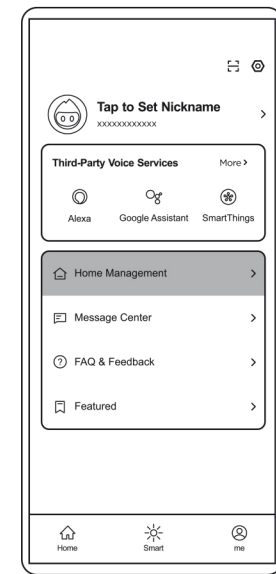 Tap to Set Nickname
xxxxxxxxxxxx
Third-Party Voice Services More
Alexa Google Assistant SmartThings
Home Management
Message Center
FAQ & Feedback
Featured
Home Smart me